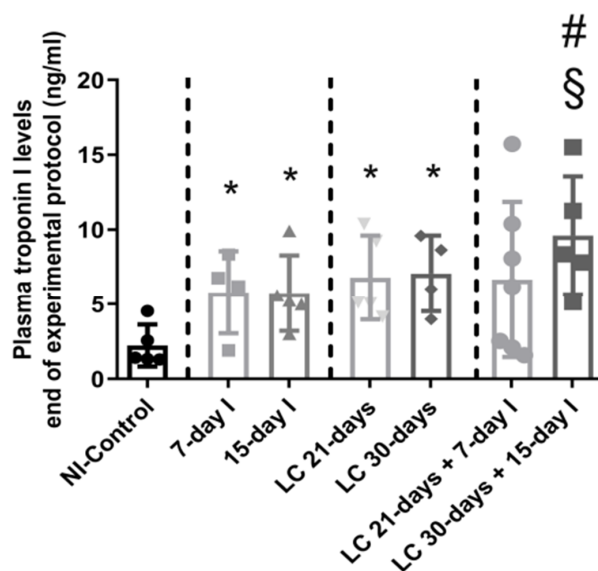 #
§
Plasma troponin I levels
end of experimental protocol (ng/ml)
20
15
10
5
0
* * * *
NI-Control
7-day I
15-day I
LC 21-days
LC 30-days
LC 21-days + 7-day I
LC 30-days + 15-day I